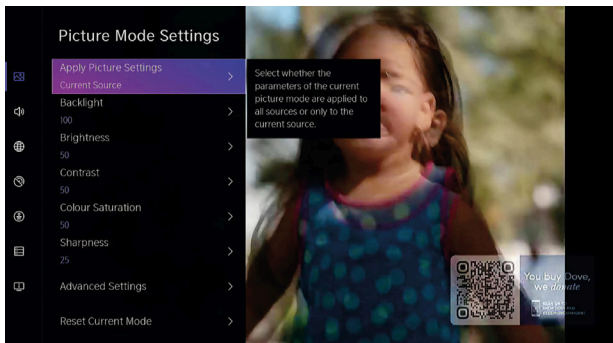 Picture Mode Settings
Apply Picture Settings
Current Source
Backlight
100
Brightness
50
Contrast
50
Colour Saturation
50
Sharpness
25
Advanced Settings
Reset Current Mode
Select whether the
parameters of the current
picture mode are applied to
all sources or only to the
current source.
You buy Dove,
we donate